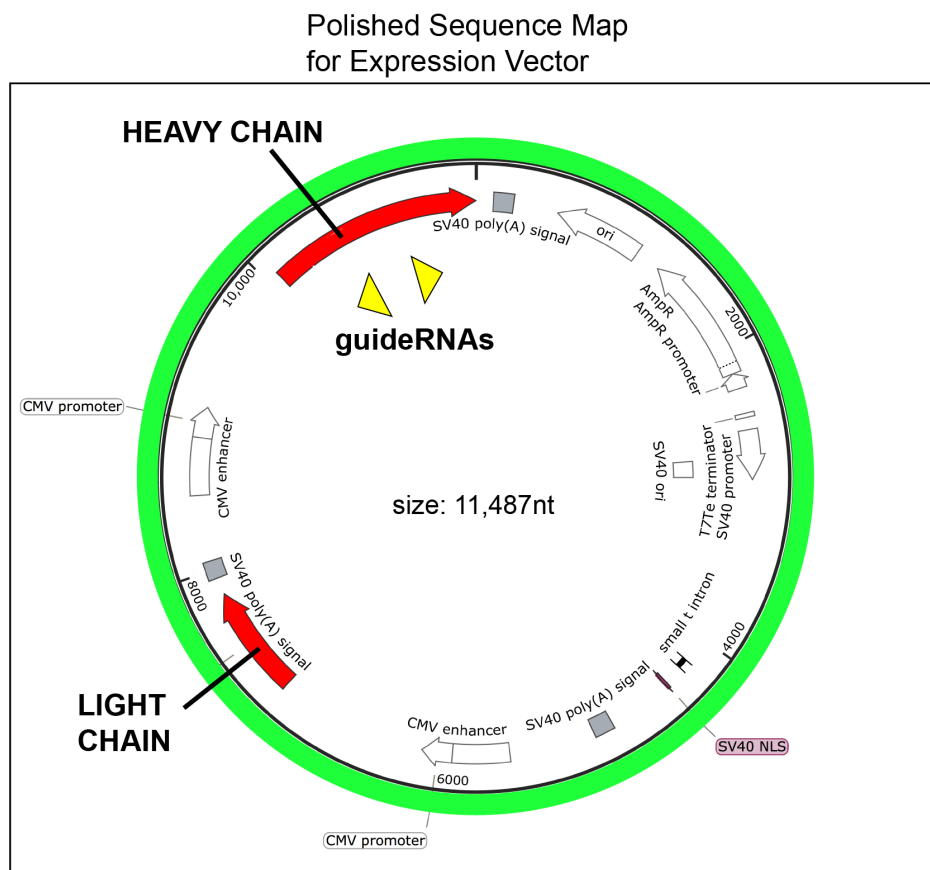 Polished Sequence Map
for Expression Vector
HEAVY CHAIN
SV40 poly(A) signal
ori
10,000
AmpR
AmpR promoter
2000
guideRNAs
CMV promoter
CMV enhancer
SV40 ori
T7Te terminator
SV40 promoter
size: 11,487nt
SV40 poly(A) signal
8000
small t intron
4000
LIGHT
CHAIN
SV40 poly(A) signal
CMV enhancer
SV40 NLS
6000
CMV promoter